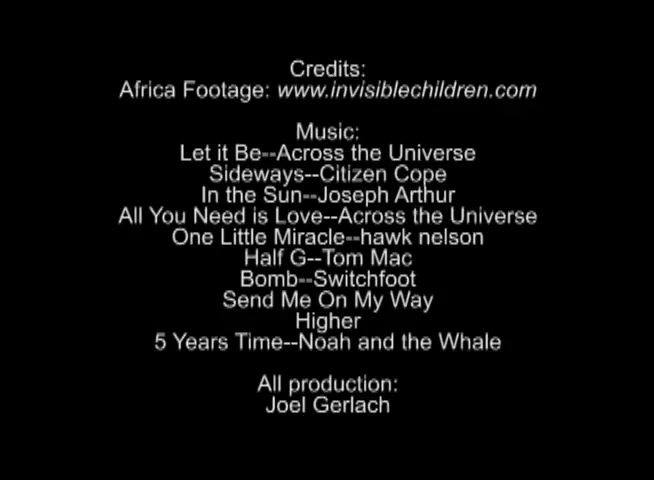 Credits:
Africa Footage: www.invisiblechildren.com
Music:
Let it Be--Across the Universe
Sideways--Citizen Cope
In the Sun--Joseph Arthur
All You Need is Love--Across the Universe
One Little Miracle--hawk nelson
Half G--Tom Mac
Bomb--Switchfoot
Send Me On My Way
Higher
5 Years Time--Noah and the Whale
All production:
Joel Gerlach